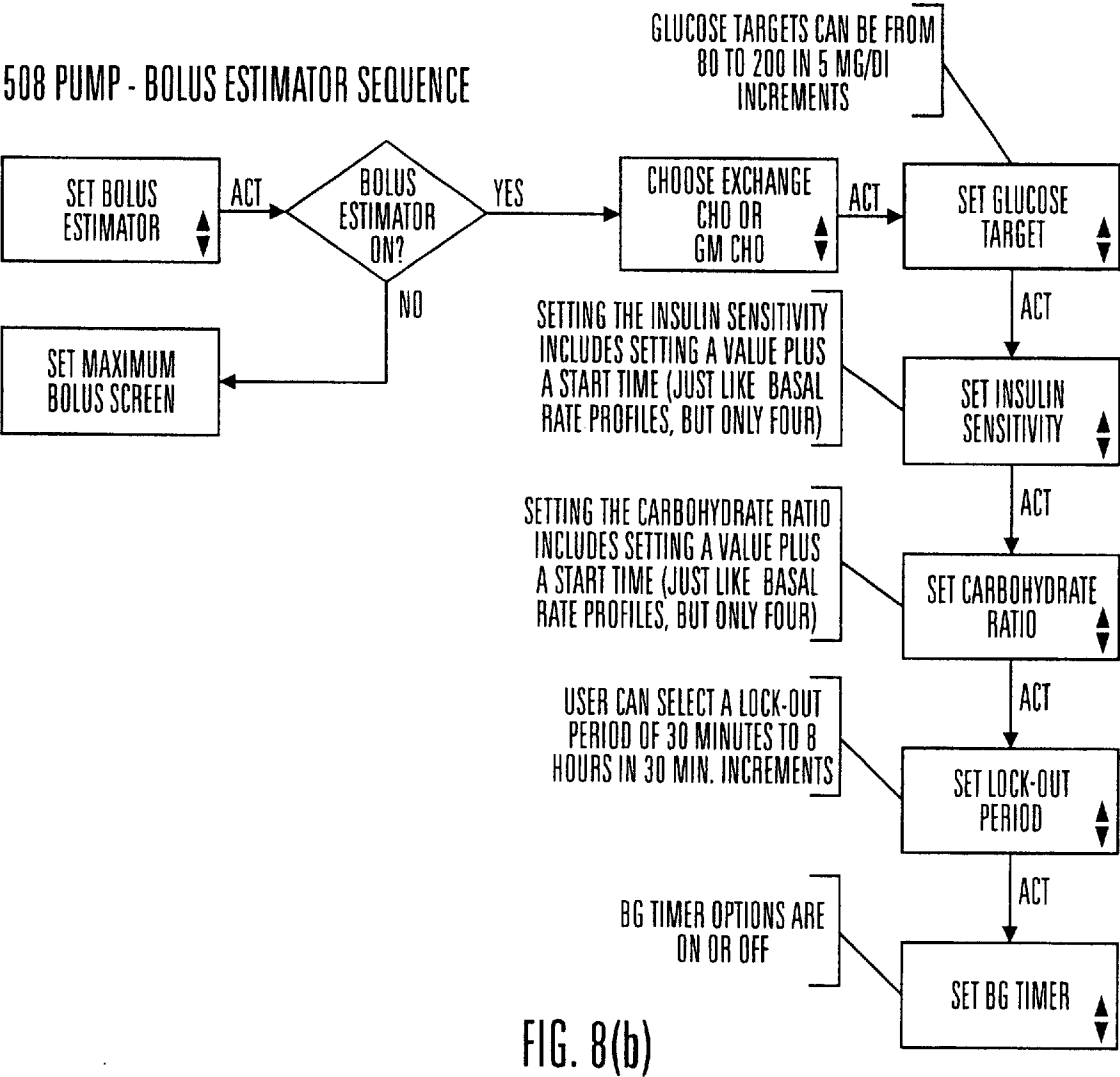 GLUCOSE TARGETS CAN BE FROM
80 TO 200 IN 5 MG/DI
INCREMENTS
508 PUMP - BOLUS ESTIMATOR SEQUENCE
SET BOLUS
ESTIMATOR
ACT
BOLUS
ESTIMATOR
ON?
YES
CHOOSE EXCHANGE
CHO OR
GM CHO
ACT
SET GLUCOSE
TARGET
NO
ACT
SET MAXIMUM
BOLUS SCREEN
SETTING THE INSULIN SENSITIVITY
INCLUDES SETTING A VALUE PLUS
A START TIME (JUST LIKE BASAL
RATE PROFILES, BUT ONLY FOUR)
SET INSULIN
SENSITIVITY
ACT
SETTING THE CARBOHYDRATE RATIO
INCLUDES SETTING A VALUE PLUS
A START TIME (JUST LIKE BASAL
RATE PROFILES, BUT ONLY FOUR)
SET CARBOHYDRATE
RATIO
ACT
USER CAN SELECT A LOCK-OUT
PERIOD OF 30 MINUTES TO 8
HOURS IN 30 MIN. INCREMENTS
SET LOCK-OUT
PERIOD
ACT
BG TIMER OPTIONS ARE
ON OR OFF
SET BG TIMER
FIG. 8(b)